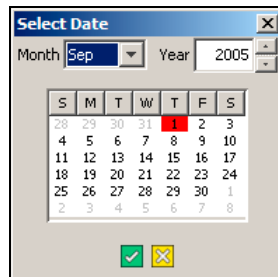 Select Date
Month Sep Year 2005
S M T W T F S
28 29 30 31 1 2 3
4 5 6 7 8 9 10
11 12 13 14 15 16 17
18 19 20 21 22 23 24
25 26 27 28 29 30 1
2 3 4 5 6 7 8